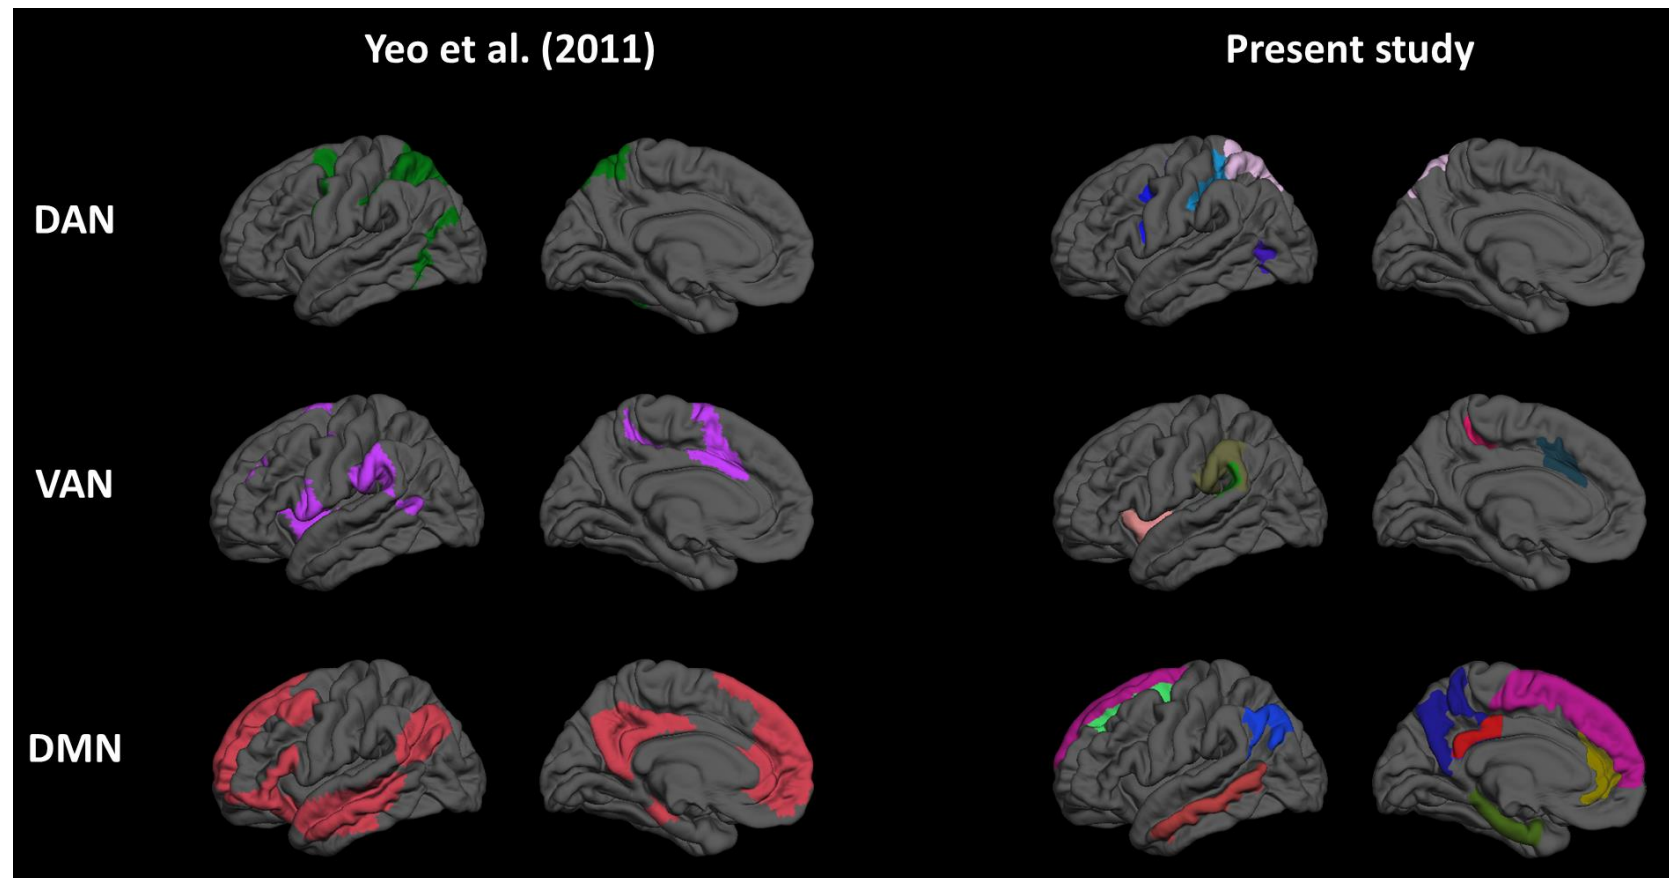 Yeo et al. (2011)
Present study
DAN
VAN
DMN